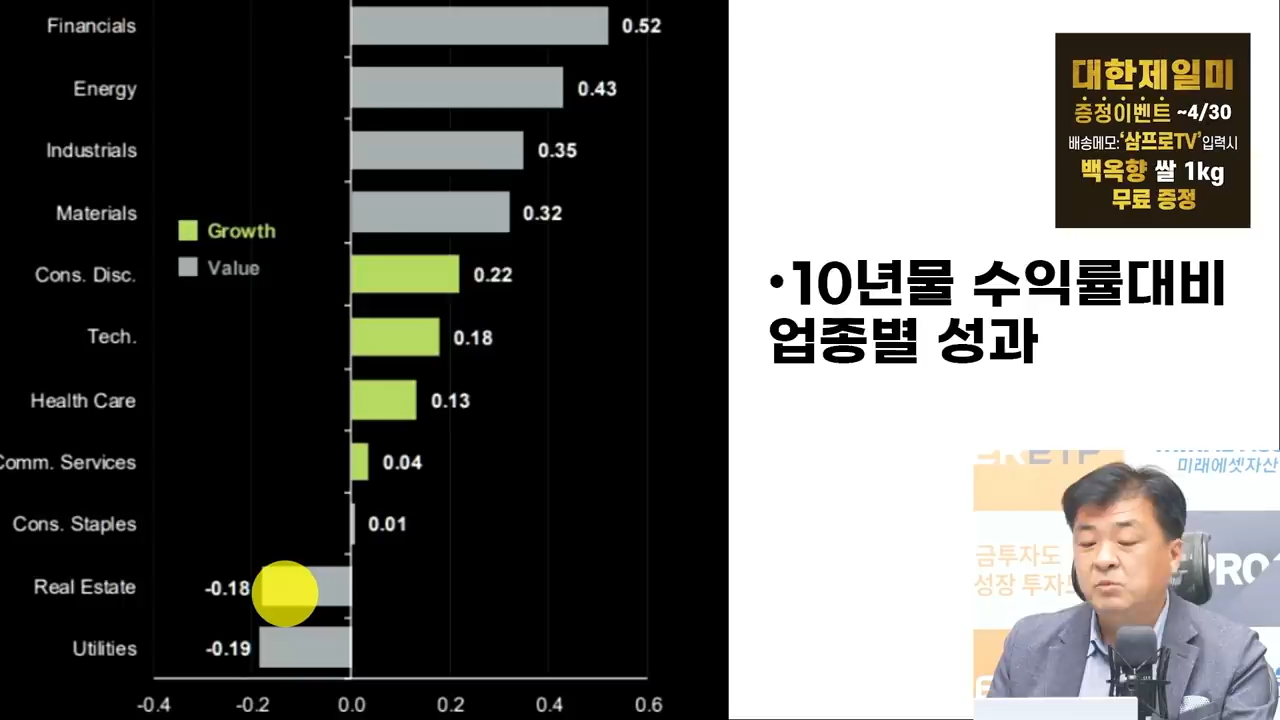 Financials 0.52
Energy 0.43
Industrials 0.35
Materials 0.32
Growth
Value
Cons. Disc. 0.22
Tech. 0.18
Health Care 0.13
Comm. Services 0.04
Cons. Staples 0.01
Real Estate -0.18
Utilities -0.19
-0.4 -0.2 0.0 0.2 0.4 0.6
대한제일미
증정이벤트 ~4/30
배송메모:'삼프로TV'입력시
백옥향 쌀 1kg
무료 증정
•10년물 수익률대비
업종별 성과
미래에셋자산
금투자도
성장 투자도
PRO